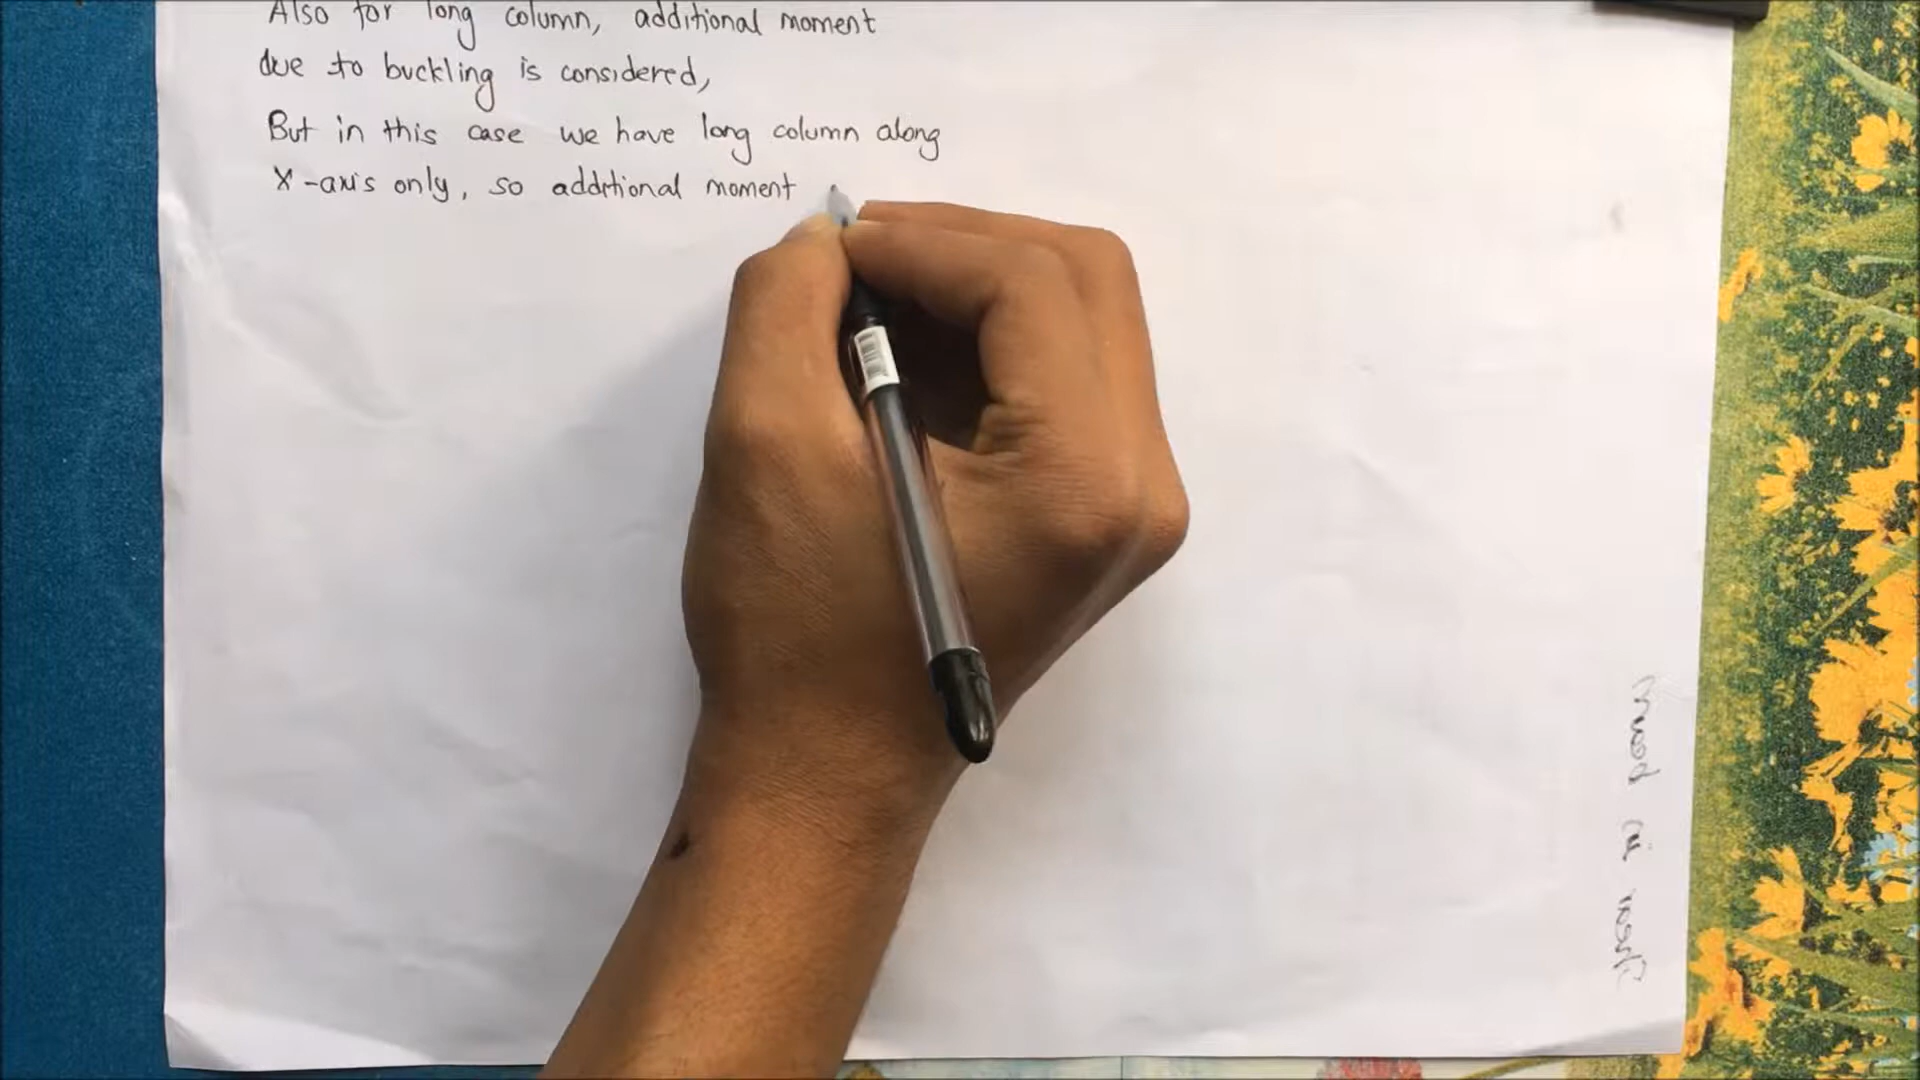 Also for long column, additional moment
due to buckling is considered,
But in this case we have long column along
X-axis only, so additional moment